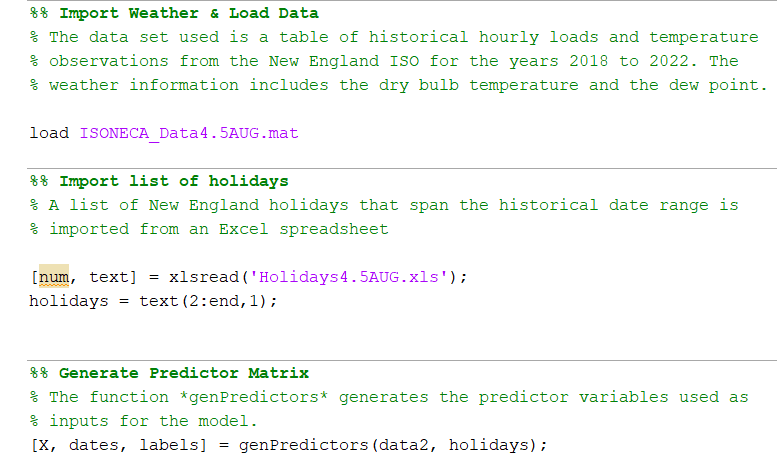 %% Import Weather & Load Data
% The data set used is a table of historical hourly loads and temperature
% observations from the New England ISO for the years 2018 to 2022. The
% weather information includes the dry bulb temperature and the dew point.
load ISONECA_Data4.5AUG.mat
%% Import list of holidays
% A list of New England holidays that span the historical date range is
% imported from an Excel spreadsheet
[num, text] = xlsread('Holidays4.5AUG.xls');
holidays = text(2:end,1);
%% Generate Predictor Matrix
% The function *genPredictors* generates the predictor variables used as
% inputs for the model.
[X, dates, labels] = genPredictors(data2, holidays);